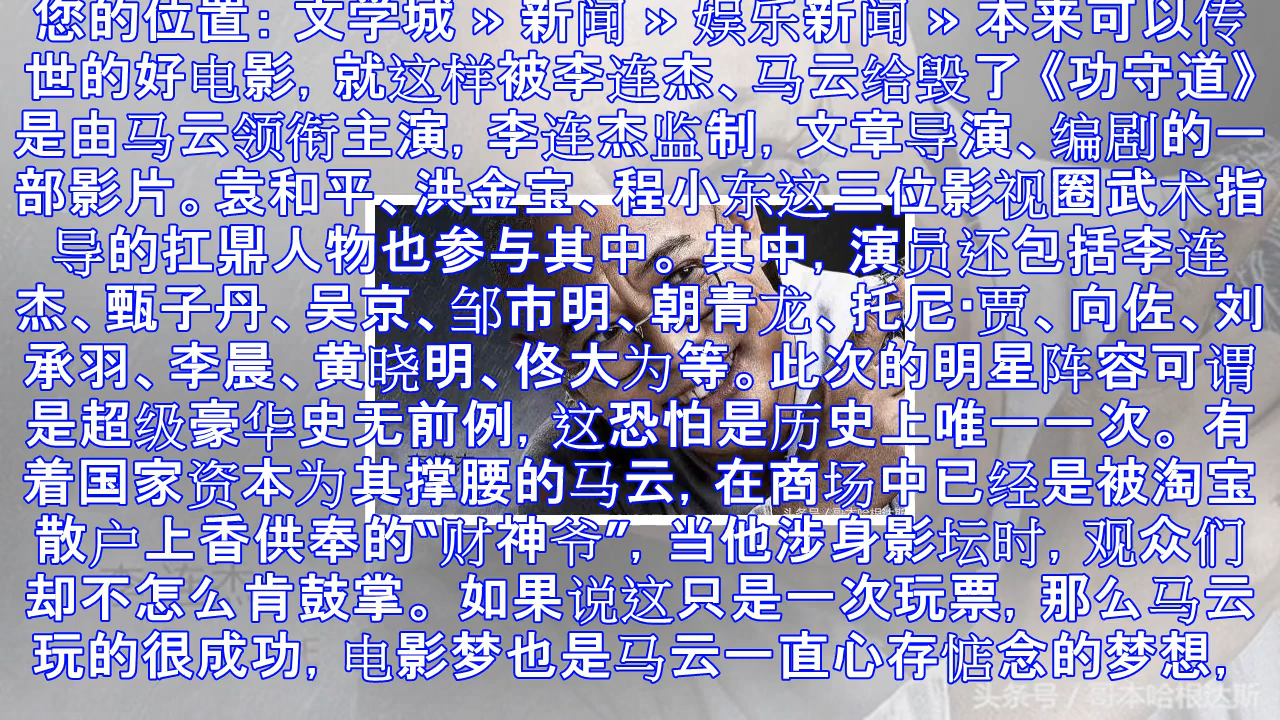 您的位置：文学城 » 新闻 » 娱乐新闻 » 本来可以传
世的好电影，就这样被李连杰、马云给毁了《功守道》
是由马云领衔主演，李连杰监制，文章导演、编剧的一
部影片。袁和平、洪金宝、程小东这三位影视圈武术指
导的扛鼎人物也参与其中。其中，演员还包括李连
杰、甄子丹、吴京、邹市明、朝青龙、托尼·贾、向佐、刘
承羽、李晨、黄晓明、佟大为等。此次的明星阵容可谓
是超级豪华史无前例，这恐怕是历史上唯一一次。有
着国家资本为其撑腰的马云，在商场中已经是被淘宝
散户上香供奉的“财神爷”，当他涉身影坛时，观众们
却不怎么肯鼓掌。如果说这只是一次玩票，那么马云
玩的很成功，电影梦也是马云一直心存惦念的梦想，
头条号 / 哥本哈根达斯
李连杰
头条号 / 哥本哈根达斯